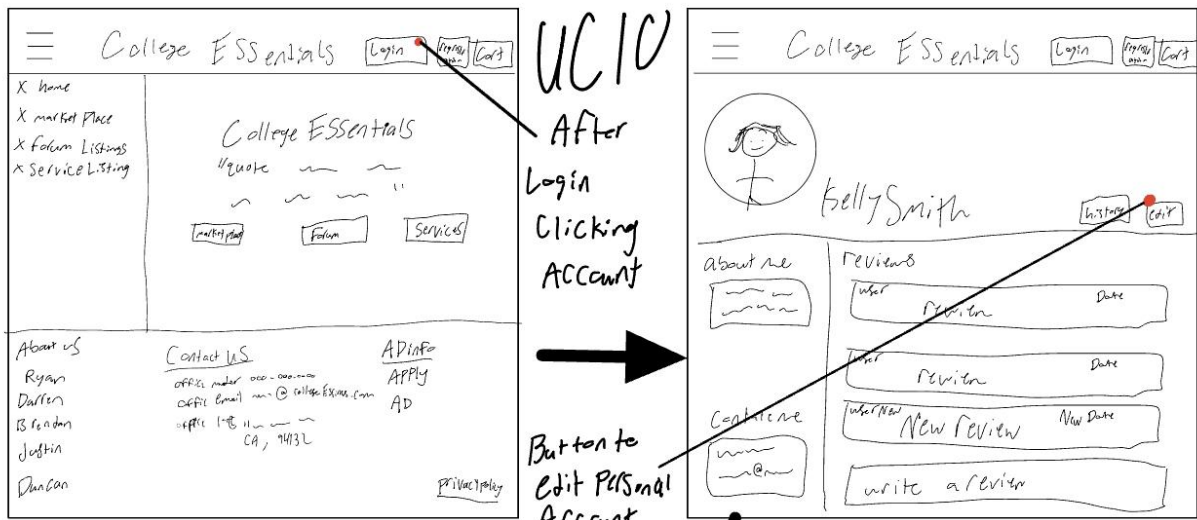 College ESSentials Login Cart
X home
X market Place
X Forum Listings
X Service Listing
College ESSentials
"quote
"
market place Forum Services
About us
Ryan
Darren
Brendan
Justin
Duncan
Contact US
office number 000-000-0000
office email @collegeEssions.com
office
CA, 94132
ADinfo
APPly
AD
privacy policy
UC10
After
Login
Clicking
Account
Button to
edit Personal
Account
College ESSentials Login Cart
Kelly Smith
history edit
about me
reviews
user Date
review
user Date
review
user New New Date
New review
write a review
@